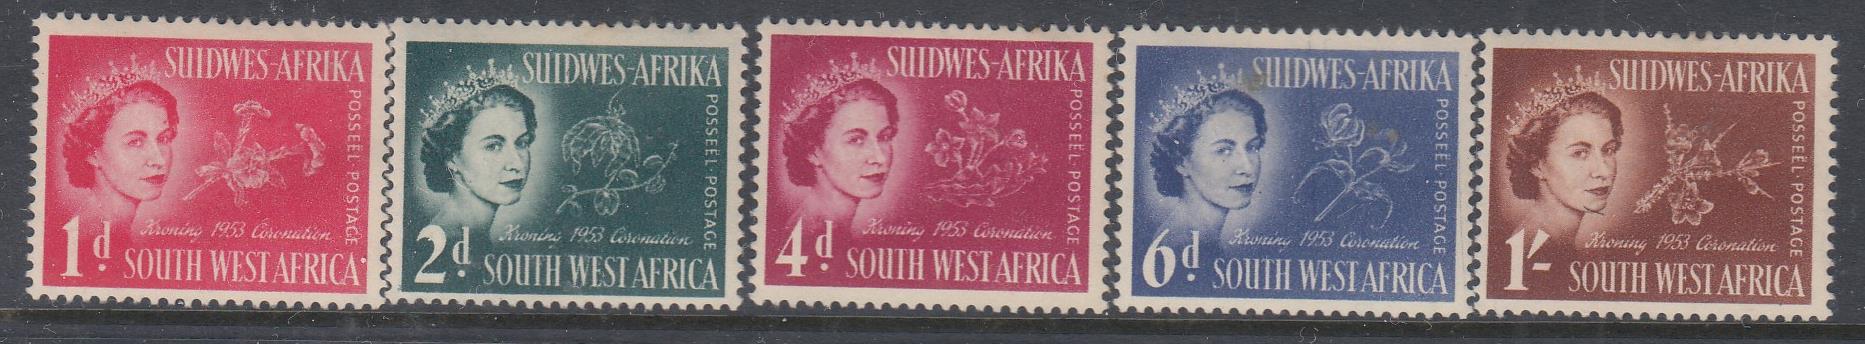 SUIDWES-AFRIKA
POSSEËL·POSTAGE
Kroning 1953 Coronation
1d. SOUTH WEST AFRICA
SUIDWES-AFRIKA
POSSEËL·POSTAGE
Kroning 1953 Coronation
2d. SOUTH WEST AFRICA
SUIDWES-AFRIKA
POSSEËL·POSTAGE
Kroning 1953 Coronation
4d. SOUTH WEST AFRICA
SUIDWES-AFRIKA
POSSEËL·POSTAGE
Kroning 1953 Coronation
6d. SOUTH WEST AFRICA
SUIDWES-AFRIKA
POSSEËL·POSTAGE
Kroning 1953 Coronation
1/- SOUTH WEST AFRICA